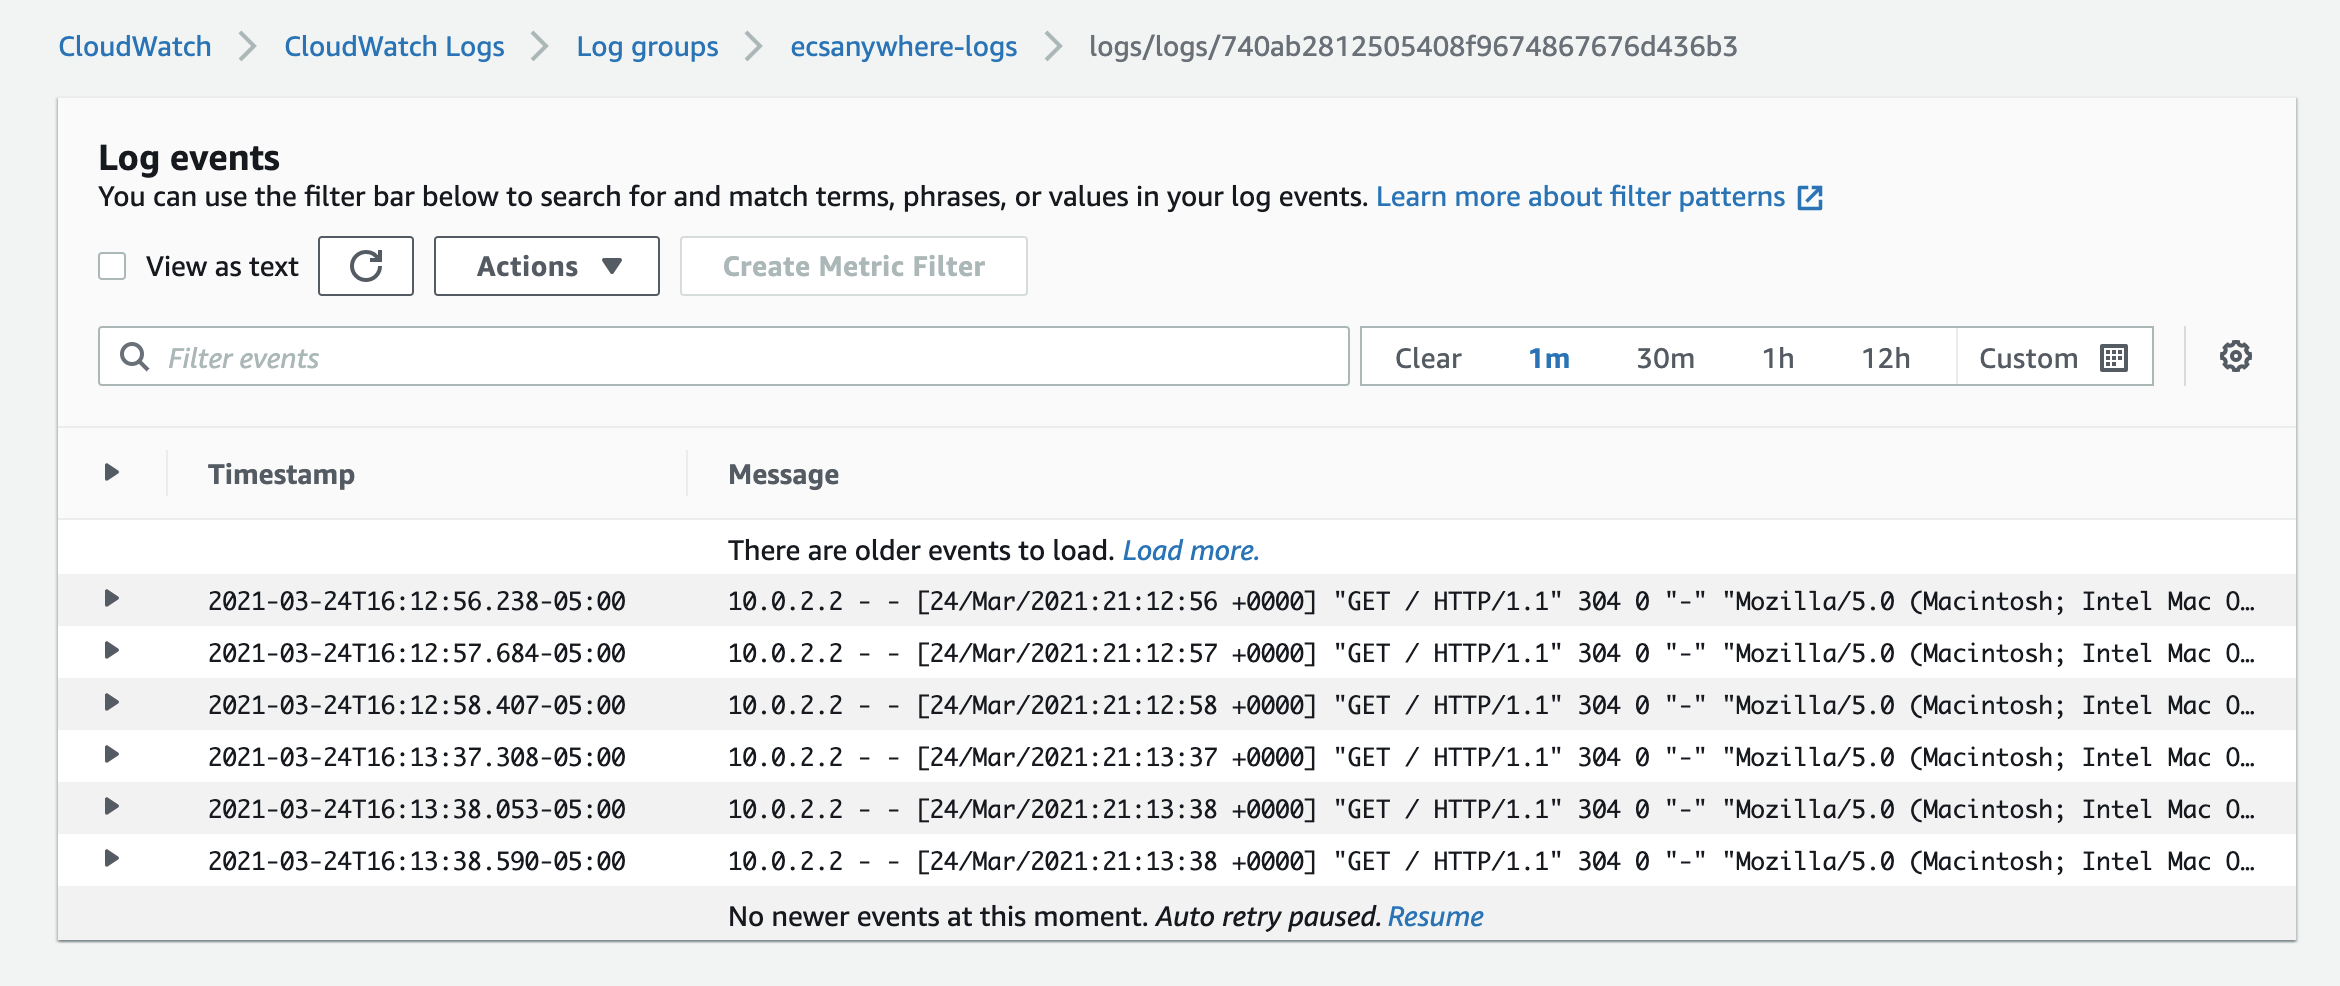 CloudWatch CloudWatch Logs Log groups ecsanywhere-logs logs/logs/740ab2812505408f9674867676d436b3
Log events
You can use the filter bar below to search for and match terms, phrases, or values in your log events. Learn more about filter patterns
View as text Actions Create Metric Filter
Filter events Clear 1m 30m 1h 12h Custom
Timestamp Message
There are older events to load. Load more.
2021-03-24T16:12:56.238-05:00 10.0.2.2 - - [24/Mar/2021:21:12:56 +0000] "GET / HTTP/1.1" 304 0 "-" "Mozilla/5.0 (Macintosh; Intel Mac O…
2021-03-24T16:12:57.684-05:00 10.0.2.2 - - [24/Mar/2021:21:12:57 +0000] "GET / HTTP/1.1" 304 0 "-" "Mozilla/5.0 (Macintosh; Intel Mac O…
2021-03-24T16:12:58.407-05:00 10.0.2.2 - - [24/Mar/2021:21:12:58 +0000] "GET / HTTP/1.1" 304 0 "-" "Mozilla/5.0 (Macintosh; Intel Mac O…
2021-03-24T16:13:37.308-05:00 10.0.2.2 - - [24/Mar/2021:21:13:37 +0000] "GET / HTTP/1.1" 304 0 "-" "Mozilla/5.0 (Macintosh; Intel Mac O…
2021-03-24T16:13:38.053-05:00 10.0.2.2 - - [24/Mar/2021:21:13:38 +0000] "GET / HTTP/1.1" 304 0 "-" "Mozilla/5.0 (Macintosh; Intel Mac O…
2021-03-24T16:13:38.590-05:00 10.0.2.2 - - [24/Mar/2021:21:13:38 +0000] "GET / HTTP/1.1" 304 0 "-" "Mozilla/5.0 (Macintosh; Intel Mac O…
No newer events at this moment. Auto retry paused. Resume